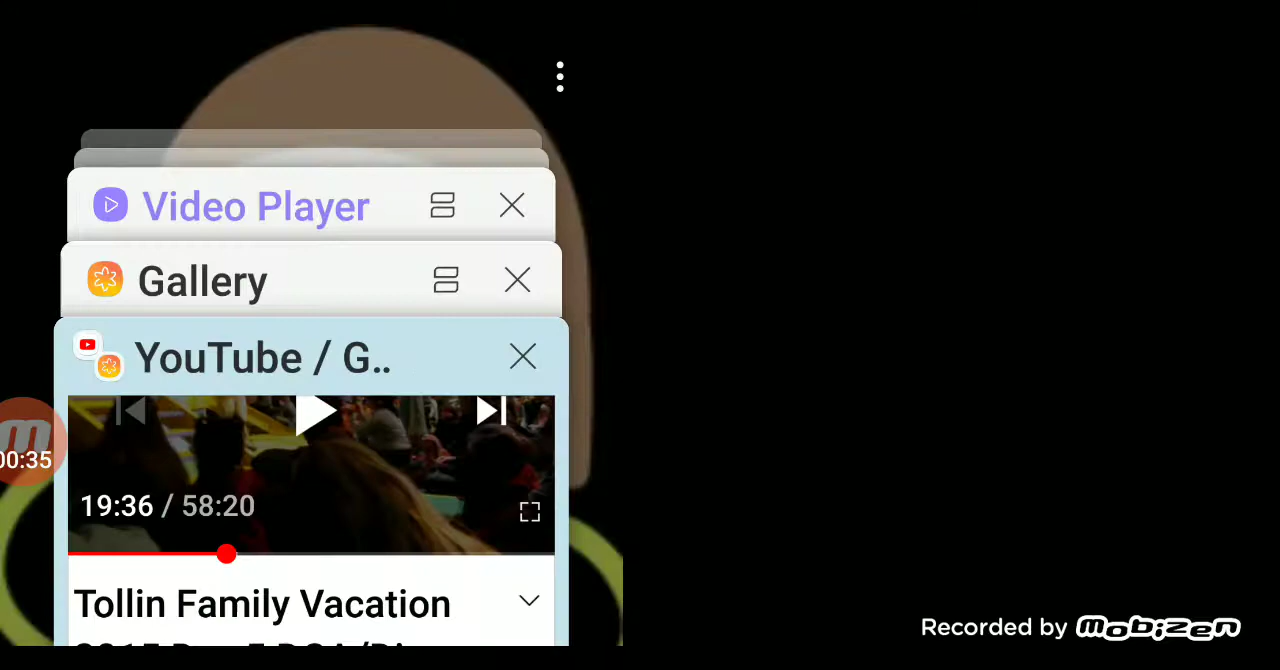 Video Player
Gallery
YouTube / G..
00:35
19:36 / 58:20
Tollin Family Vacation
Recorded by mobizen